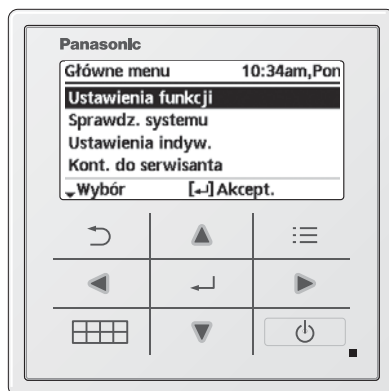 Panasonic
Główne menu 10:34am,Pon
Ustawienia funkcji
Sprawdz. systemu
Ustawienia indyw.
Kont. do serwisanta
Wybór [↵] Akcept.